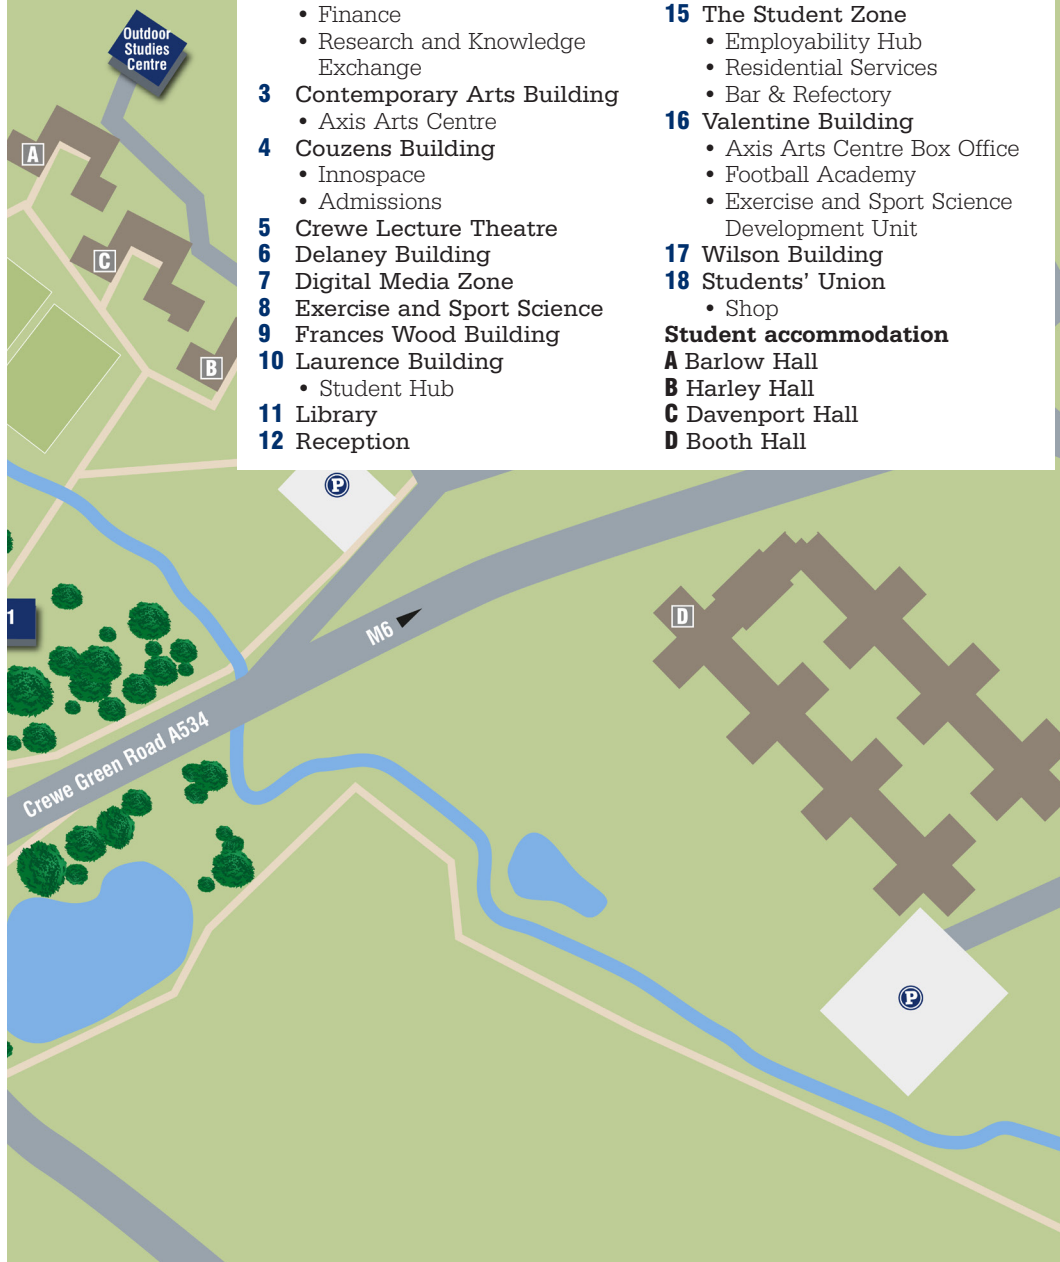 Outdoor
Studies
Centre
• Finance
• Research and Knowledge
Exchange
3 Contemporary Arts Building
• Axis Arts Centre
4 Couzens Building
• Innospace
• Admissions
5 Crewe Lecture Theatre
6 Delaney Building
7 Digital Media Zone
8 Exercise and Sport Science
9 Frances Wood Building
10 Laurence Building
• Student Hub
11 Library
12 Reception
15 The Student Zone
• Employability Hub
• Residential Services
• Bar & Refectory
16 Valentine Building
• Axis Arts Centre Box Office
• Football Academy
• Exercise and Sport Science
Development Unit
17 Wilson Building
18 Students' Union
• Shop
Student accommodation
A Barlow Hall
B Harley Hall
C Davenport Hall
D Booth Hall
A
C
B
P
1
D
M6
Crewe Green Road A534
P